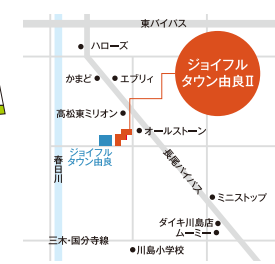 東バイパス
ハローズ
ジョイフル
タウン由良Ⅱ
かまど
エブリィ
高松東ミリオン
オールストーン
ジョイフル
タウン由良
春日川
長尾バイパス
ミニストップ
ダイキ川島店
ムーミー
三木・国分寺線
川島小学校